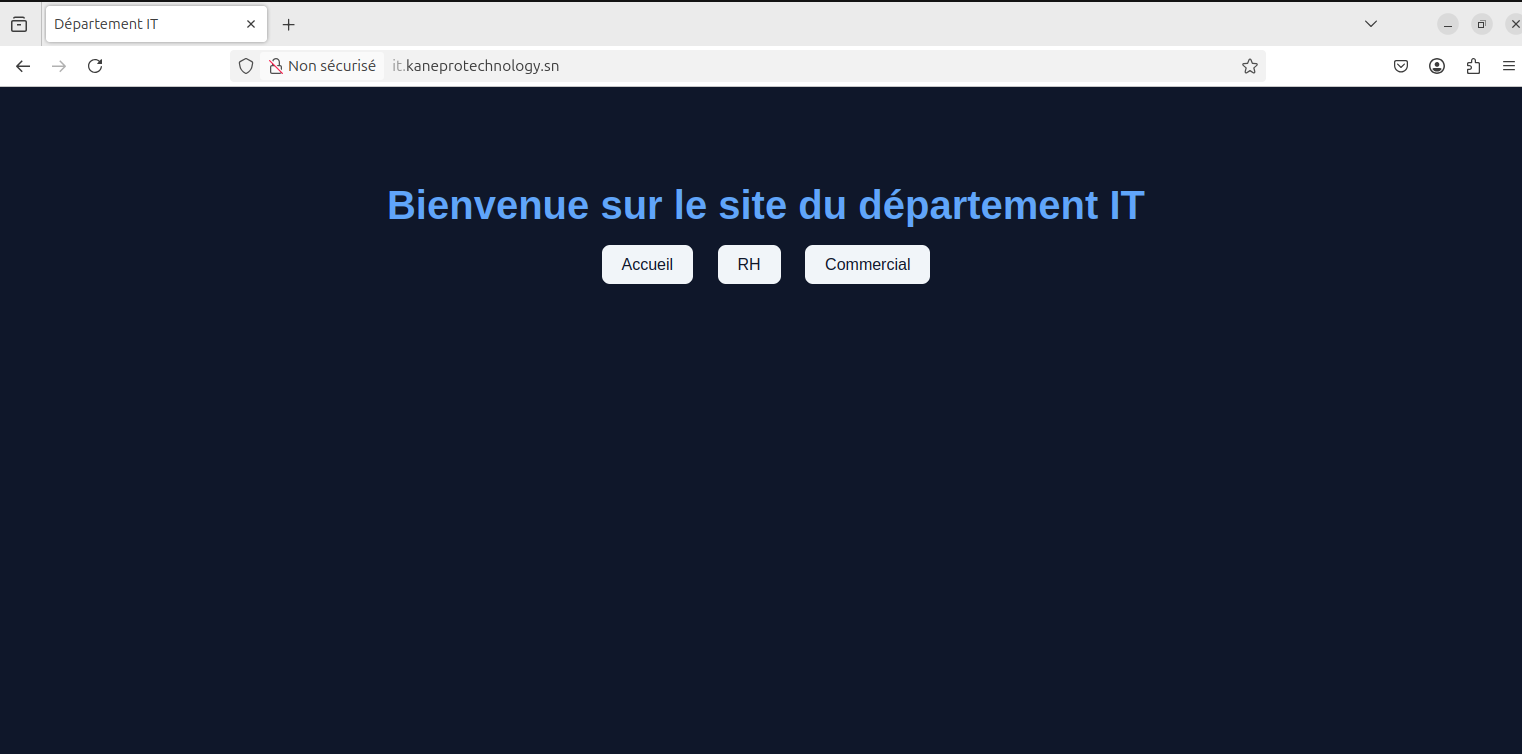 Département IT
Non sécurisé it.kaneprotechnology.sn
Bienvenue sur le site du département IT
Accueil RH Commercial